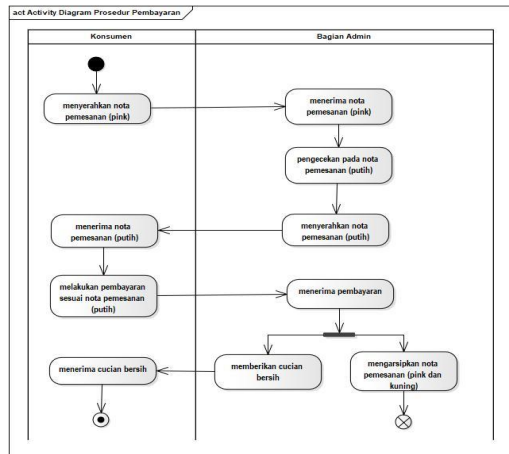 act Activity Diagram Prosedur Pembayaran
Konsumen
Bagian Admin
menyerahkan nota
pemesanan (pink)
menerima nota
pemesanan (pink)
pengecekan pada nota
pemesanan (putih)
menyerahkan nota
pemesanan (putih)
menerima nota
pemesanan (putih)
melakukan pembayaran
sesuai nota pemesanan
(putih)
menerima pembayaran
memberikan cucian
bersih
mengarsipkan nota
pemesanan (pink dan
kuning)
menerima cucian bersih